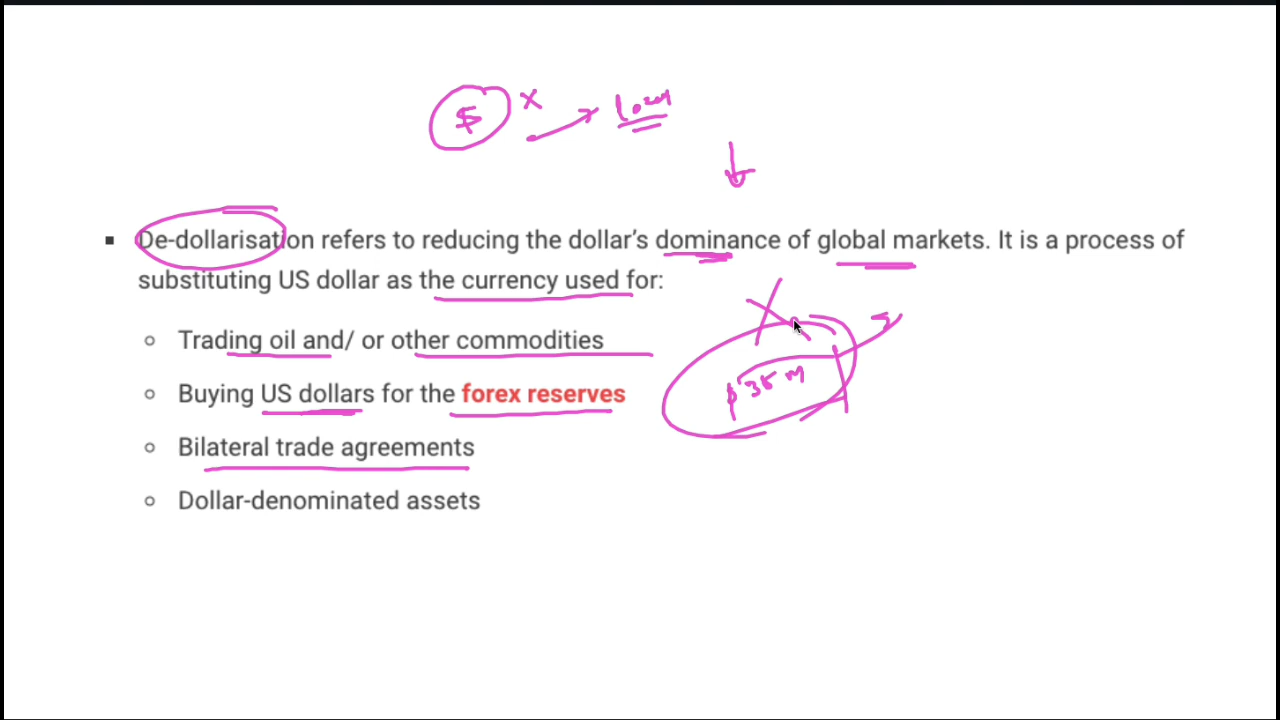 $ x local
▪ De-dollarisation refers to reducing the dollar’s dominance of global markets. It is a process of
substituting US dollar as the currency used for:
○ Trading oil and/ or other commodities
○ Buying US dollars for the forex reserves
$ 38 M
○ Bilateral trade agreements
○ Dollar-denominated assets